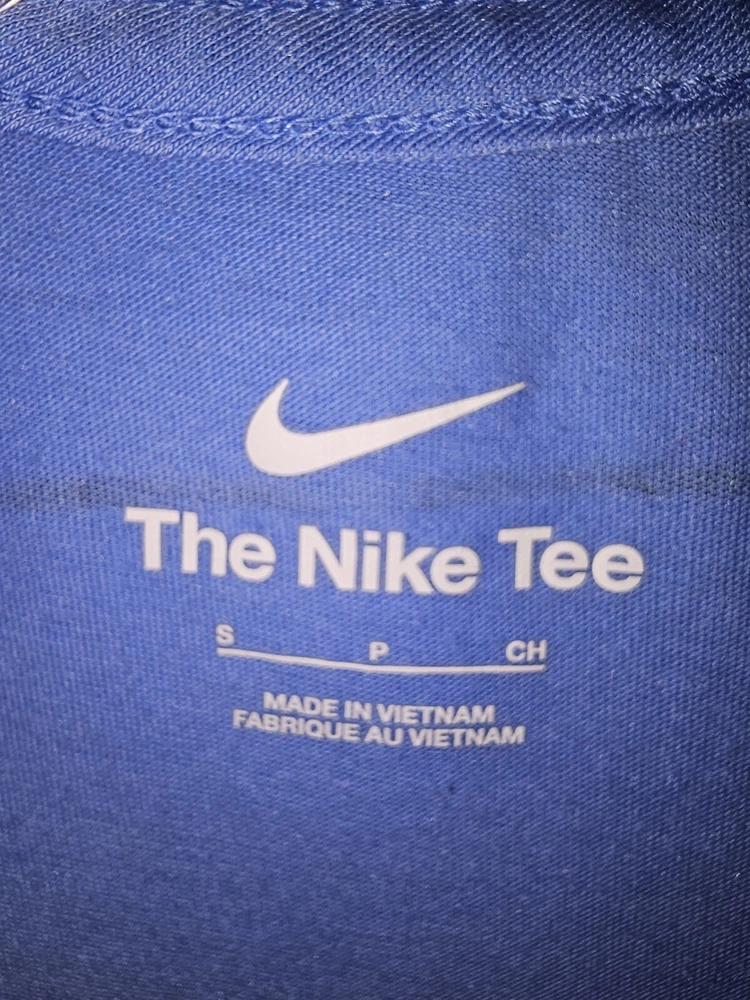 The Nike Tee
S P CH
MADE IN VIETNAM
FABRIQUE AU VIETNAM